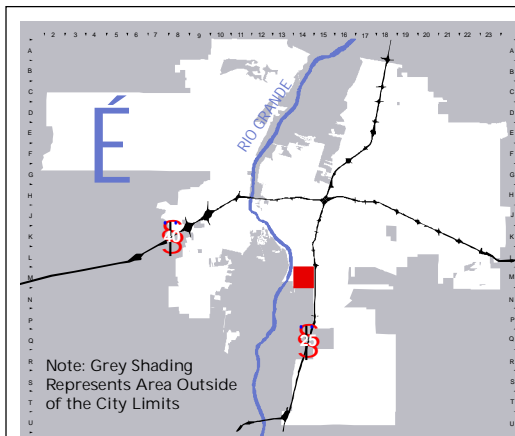 1 2 3 4 5 6 7 8 9 10 11 12 13 14 15 16 17 18 19 20 21 22 23
A A
B B
C C
D D
E E
F F
G G
H H
J J
K K
L L
M M
N N
P P
Q Q
R R
S S
T T
U U
É
RIO GRANDE
40
25
Note: Grey Shading
Represents Area Outside
of the City Limits